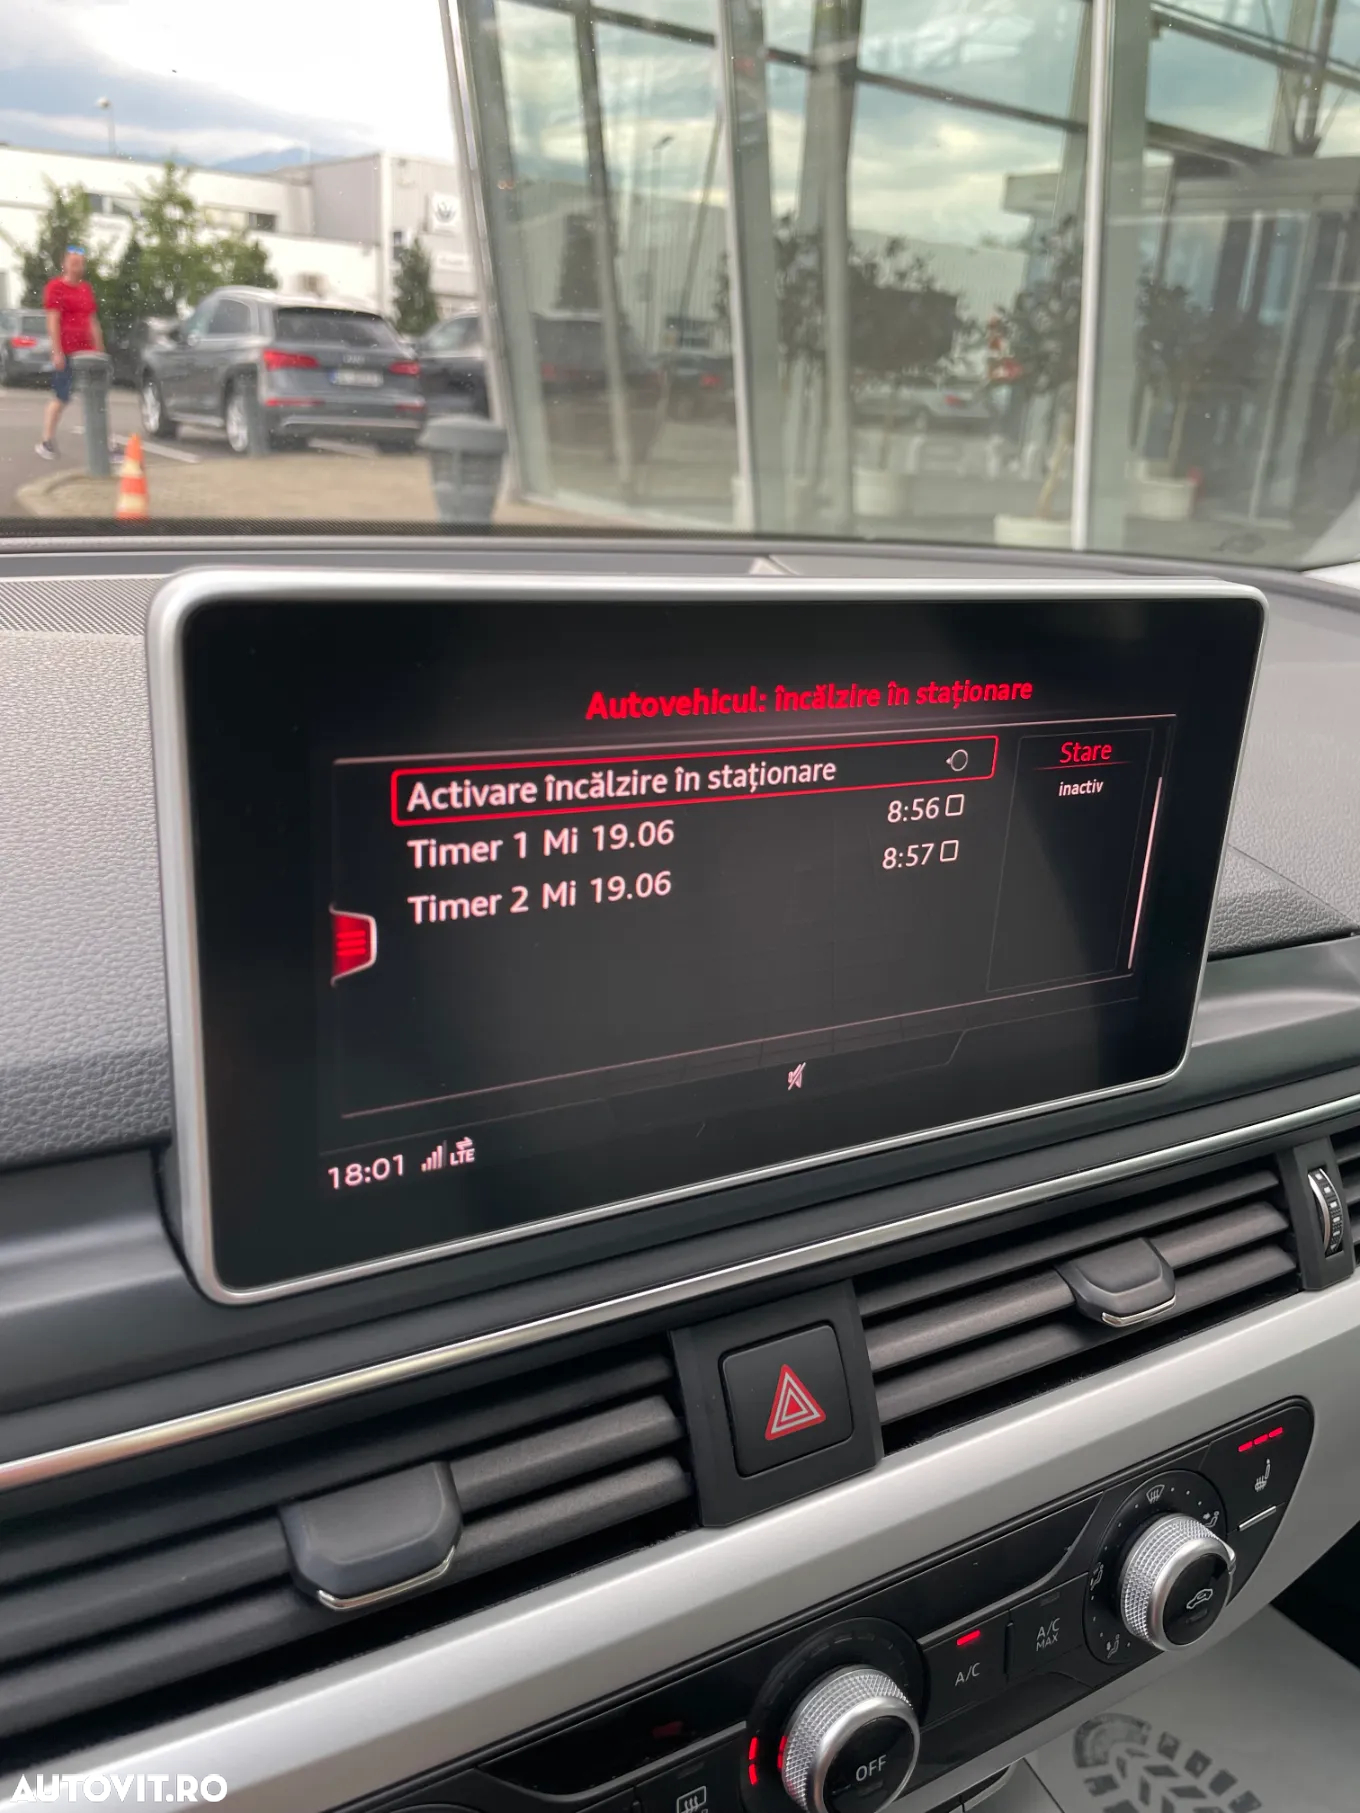 Autovehicul: încălzire în staționare
Activare încălzire în staționare
Timer 1 Mi 19.06 8:56
Timer 2 Mi 19.06 8:57
Stare
inactiv
18:01 LTE
A/C
A/C MAX
OFF
AUTOVIT.RO